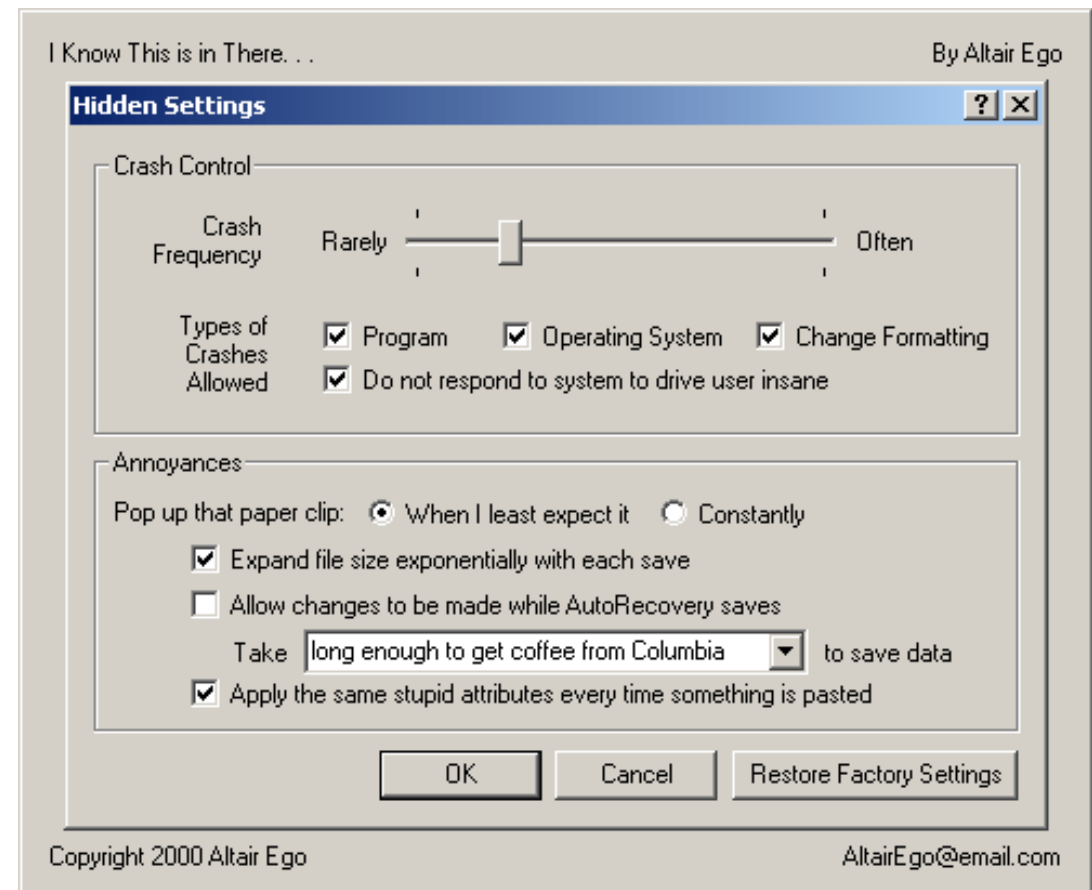 I Know This is in There. . .
By Altair Ego
Hidden Settings
Crash Control
Crash
Frequency
Rarely
Often
Types of
Crashes
Allowed
Program
Operating System
Change Formatting
Do not respond to system to drive user insane
Annoyances
Pop up that paper clip:
When I least expect it
Constantly
Expand file size exponentially with each save
Allow changes to be made while AutoRecovery saves
Take long enough to get coffee from Columbia to save data
Apply the same stupid attributes every time something is pasted
OK
Cancel
Restore Factory Settings
Copyright 2000 Altair Ego
AltairEgo@email.com